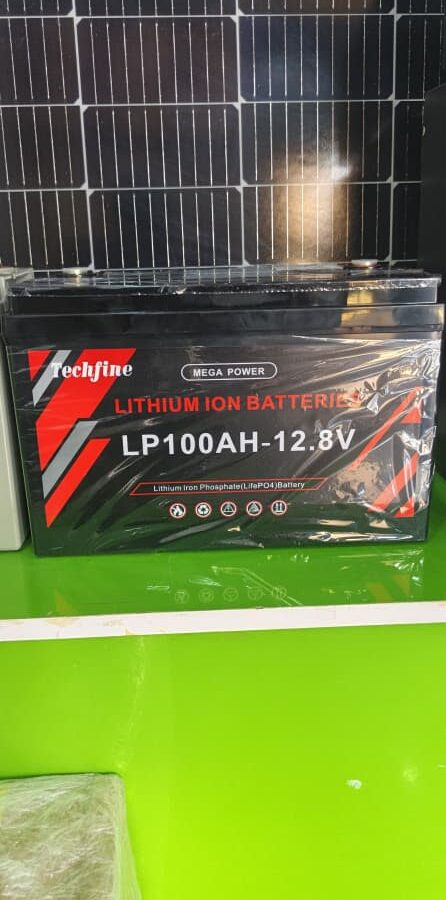 Techfine
MEGA POWER
LITHIUM ION BATTERIE
LP100AH-12.8V
Lithium Iron Phosphate(LifePO4)Battery